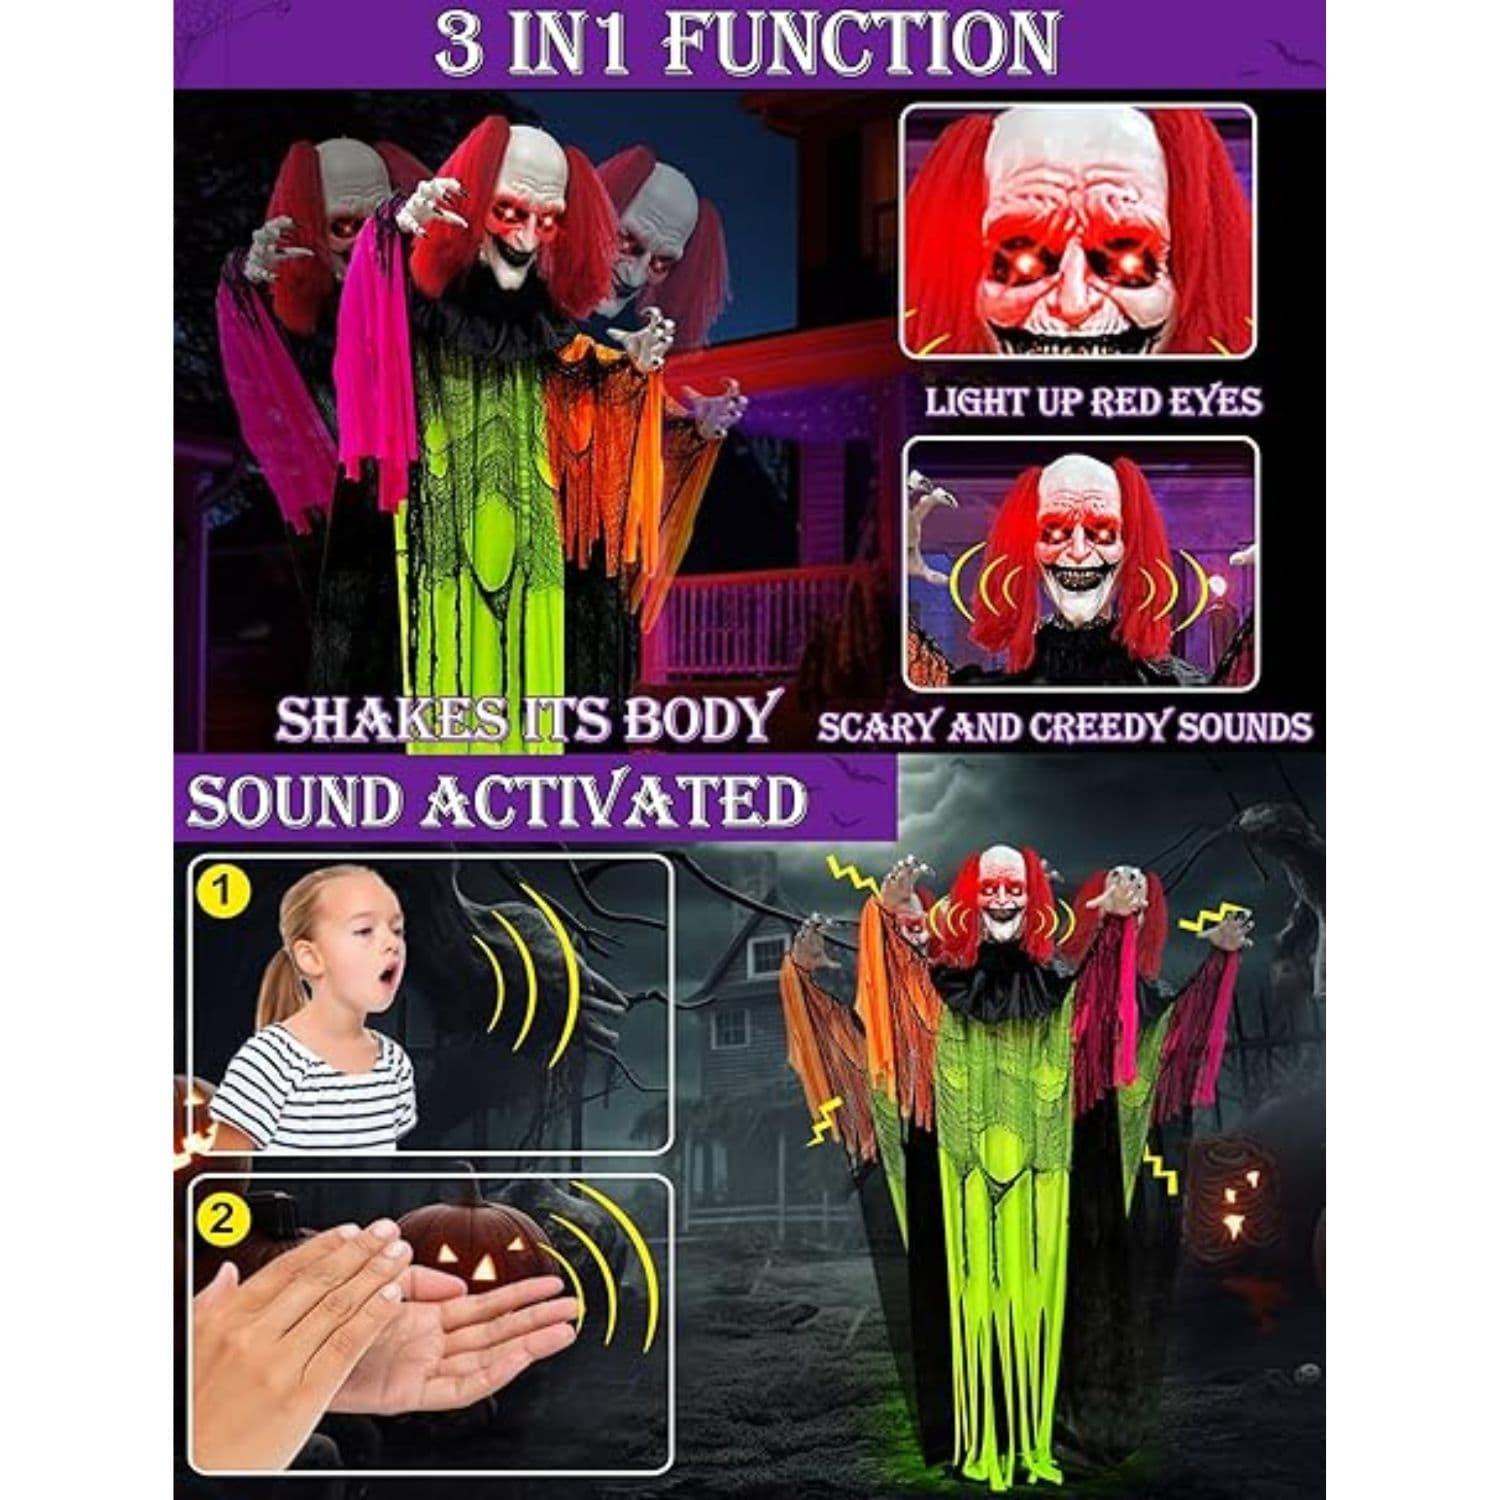 3 IN1 FUNCTION
LIGHT UP RED EYES
SHAKES ITS BODY
SCARY AND CREEDY SOUNDS
SOUND ACTIVATED
1
2